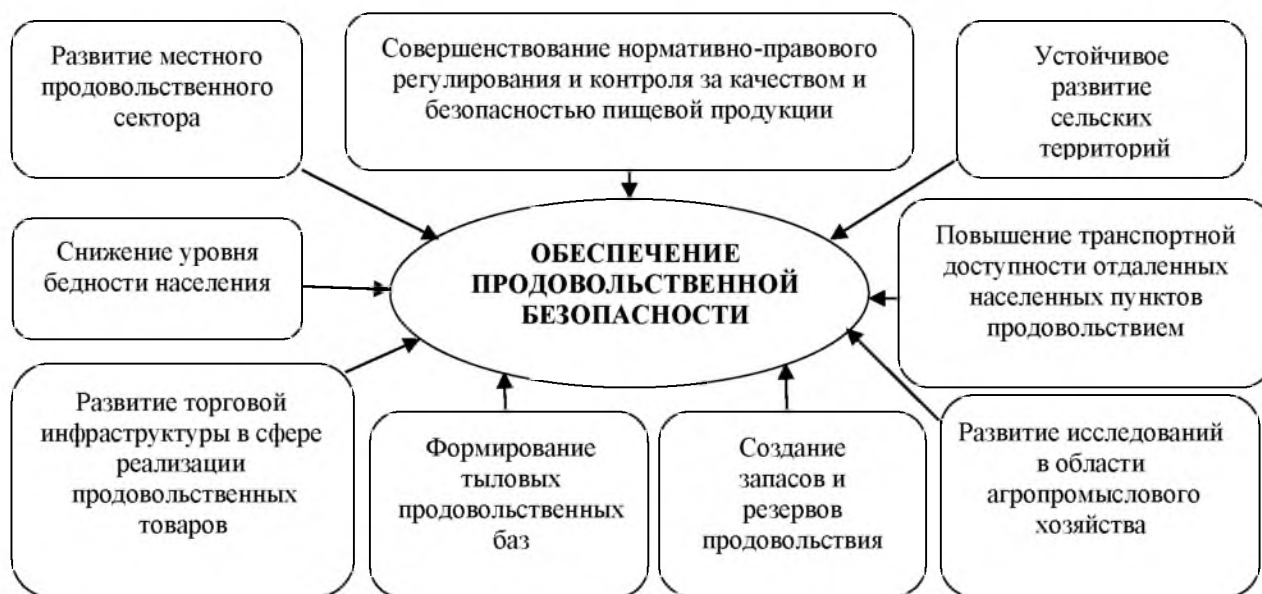 Развитие местного
продовольственного
сектора
Совершенствование нормативно-правового
регулирования и контроля за качеством и
безопасностью пищевой продукции
Устойчивое
развитие
сельских
территорий
Снижение уровня
бедности населения
ОБЕСПЕЧЕНИЕ
ПРОДОВОЛЬСТВЕННОЙ
БЕЗОПАСНОСТИ
Повышение транспортной
доступности отдаленных
населенных пунктов
продовольствием
Развитие торговой
инфраструктуры в сфере
реализации
продовольственных
товаров
Формирование
тыловых
продовольственных
баз
Создание
запасов и
резервов
продовольствия
Развитие исследований
в области
агропромыслового
хозяйства